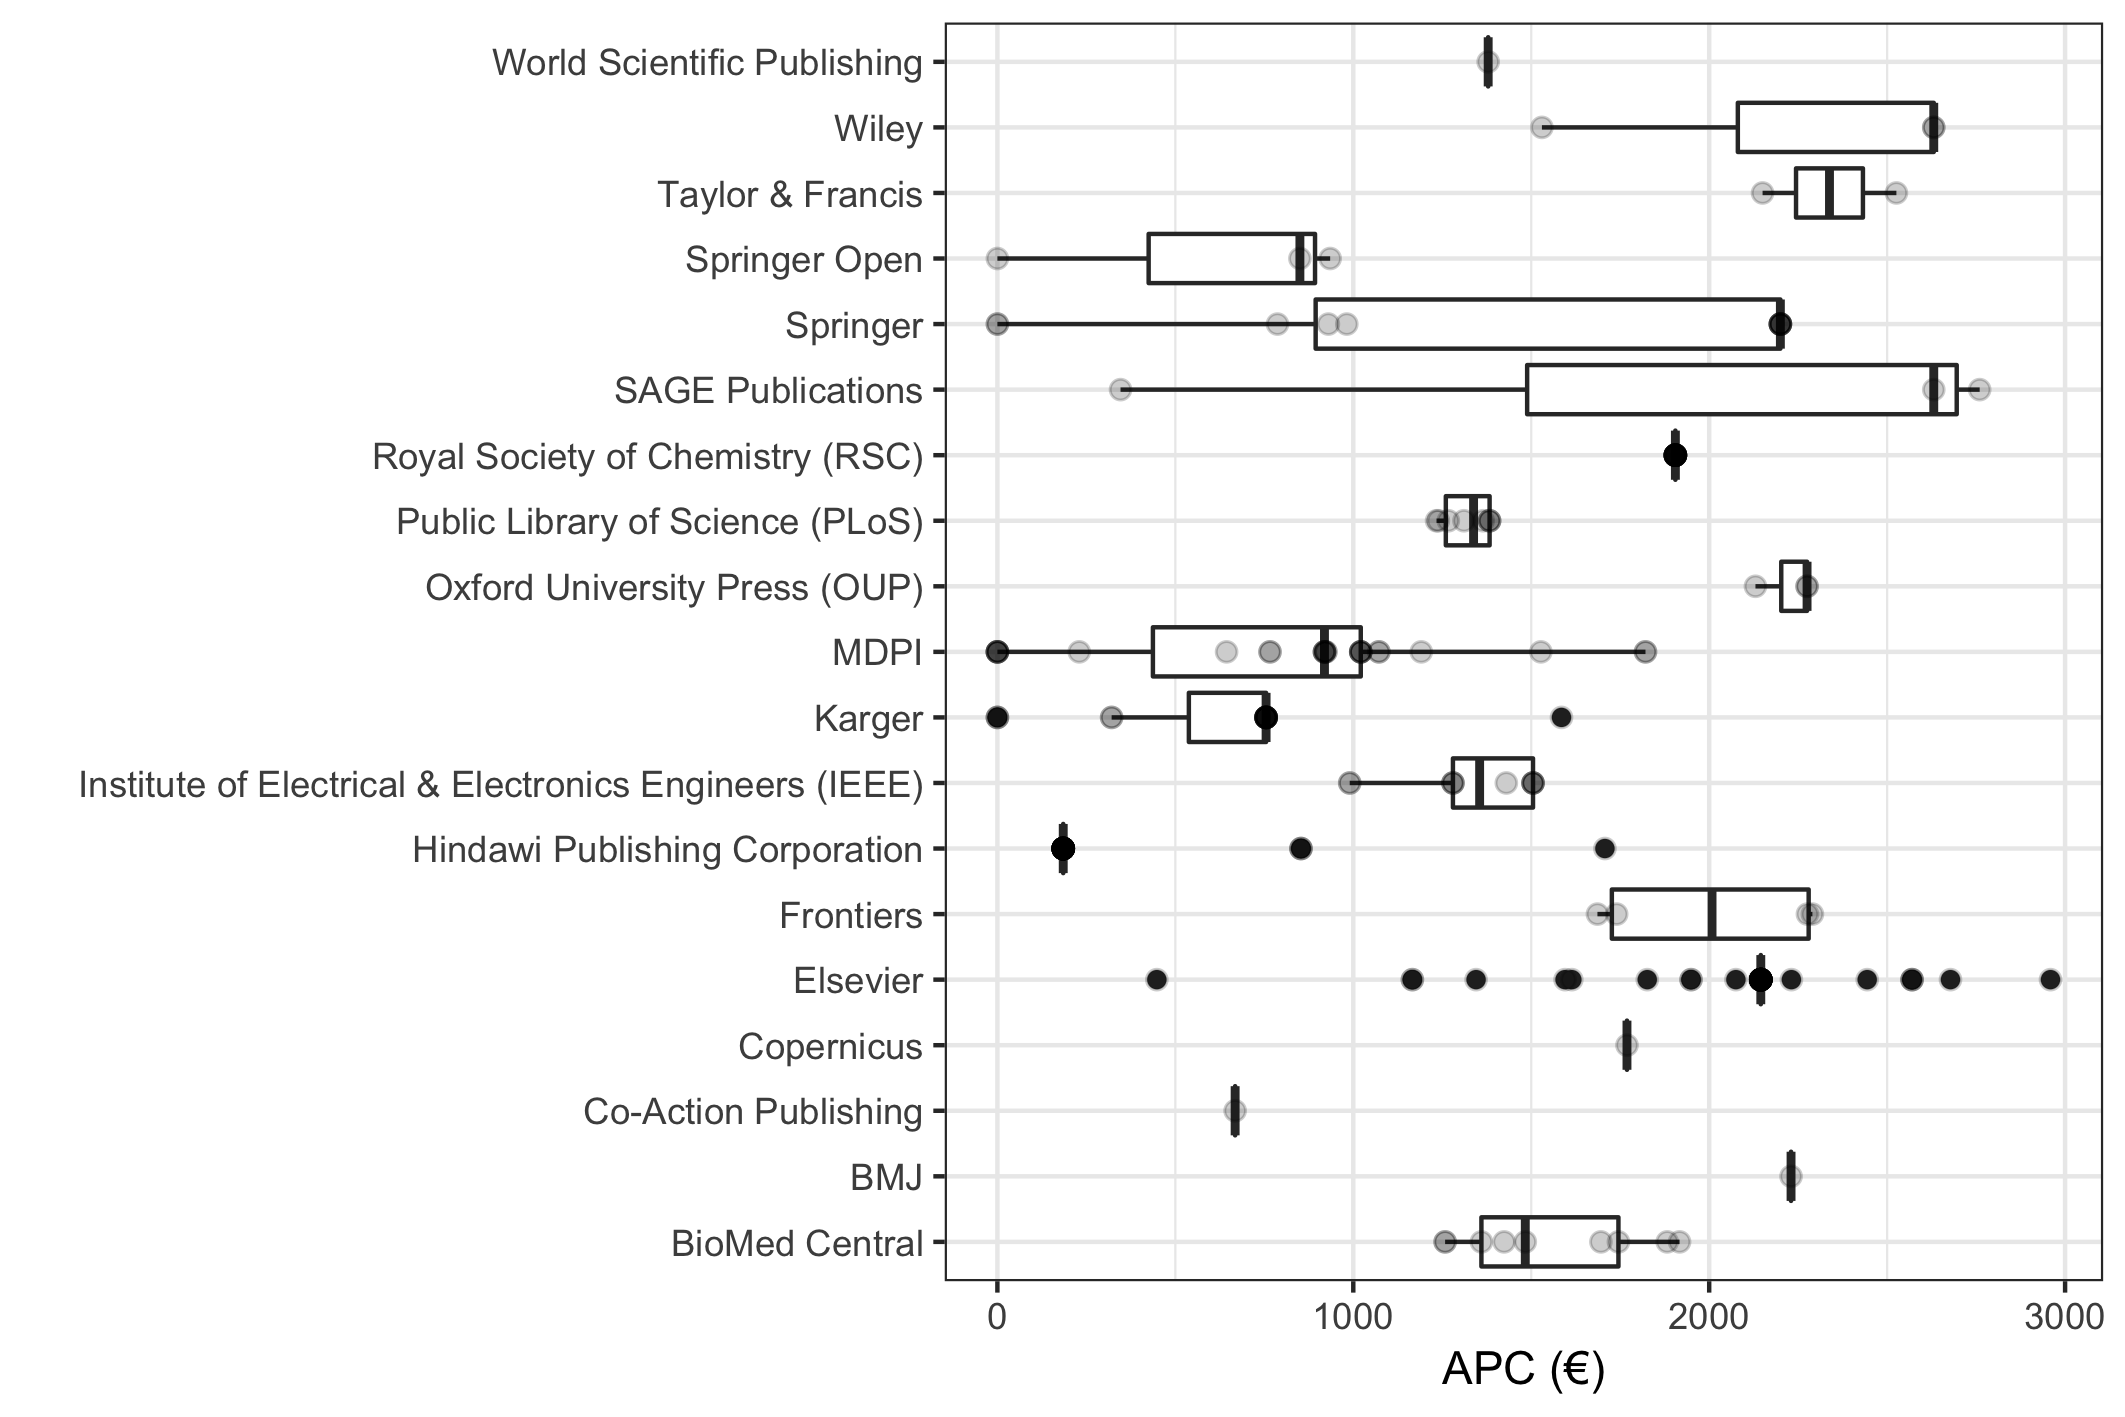 World Scientific Publishing
Wiley
Taylor & Francis
Springer Open
Springer
SAGE Publications
Royal Society of Chemistry (RSC)
Public Library of Science (PLoS)
Oxford University Press (OUP)
MDPI
Karger
Institute of Electrical & Electronics Engineers (IEEE)
Hindawi Publishing Corporation
Frontiers
Elsevier
Copernicus
Co-Action Publishing
BMJ
BioMed Central
0 1000 2000 3000
APC (€)